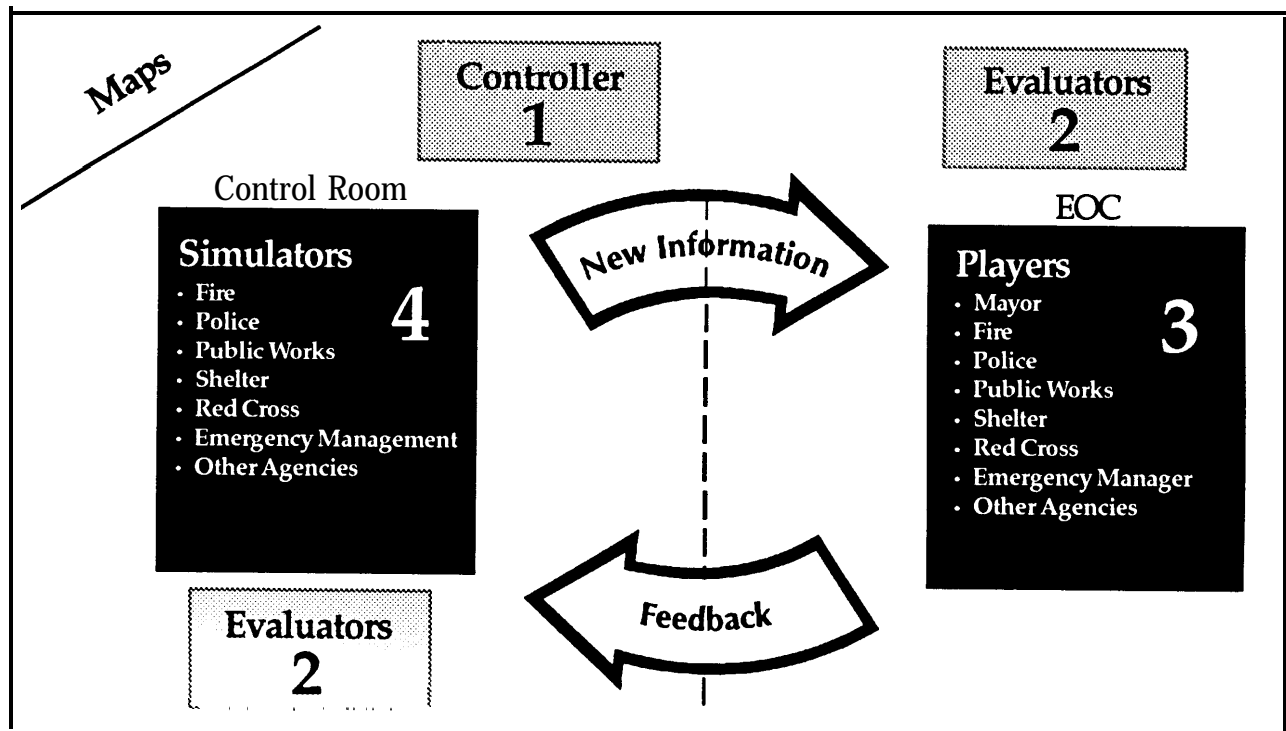 Maps
Controller
1
Evaluators
2
Control Room
Simulators
4
· Fire
· Police
· Public Works
· Shelter
· Red Cross
· Emergency Management
· Other Agencies
New Information
EOC
Players
3
· Mayor
· Fire
· Police
· Public Works
· Shelter
· Red Cross
· Emergency Manager
· Other Agencies
Feedback
Evaluators
2